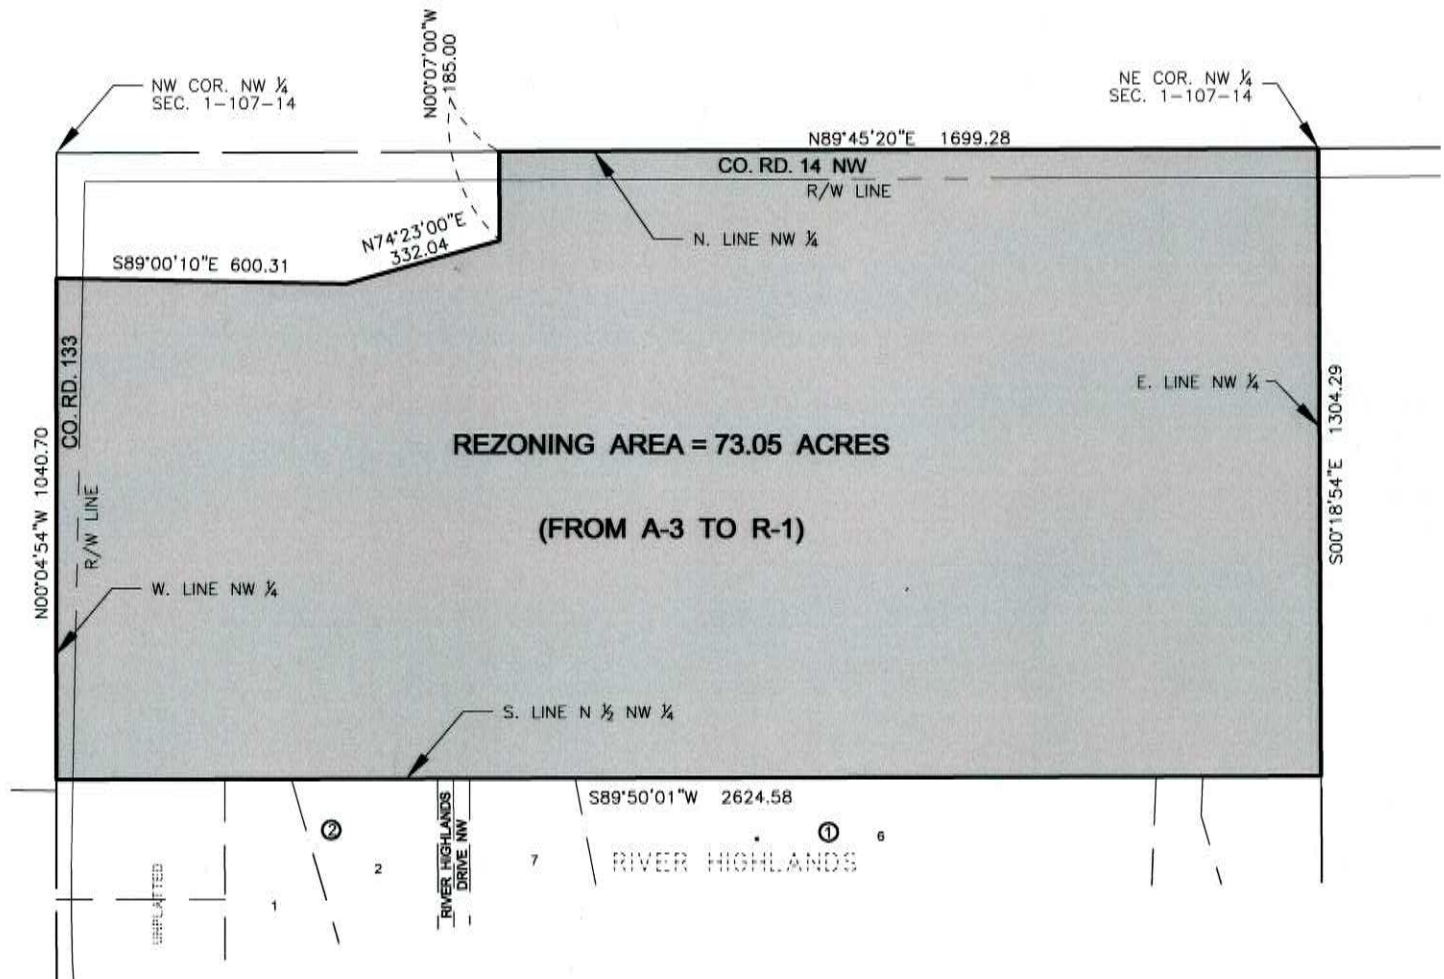 N00°07'00"W
185.00
NW COR. NW ¼
SEC. 1-107-14
NE COR. NW ¼
SEC. 1-107-14
N89°45'20"E 1699.28
CO. RD. 14 NW
R/W LINE
N. LINE NW ¼
N74°23'00"E
332.04
S89°00'10"E 600.31
CO. RD. 133
R/W LINE
N00°04'54"W 1040.70
W. LINE NW ¼
E. LINE NW ¼
S00°18'54"E 1304.29
REZONING AREA = 73.05 ACRES
(FROM A-3 TO R-1)
S. LINE N ½ NW ¼
S89°50'01"W 2624.58
UNPLATTED
1
2
2
RIVER HIGHLANDS
DRIVE NW
7
1
6
RIVER HIGHLANDS